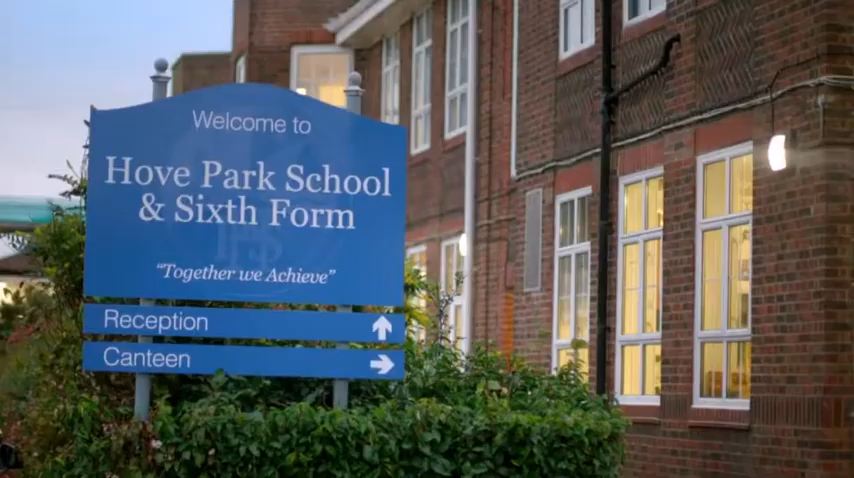 Welcome to
Hove Park School
& Sixth Form
“Together we Achieve”
Reception
Canteen